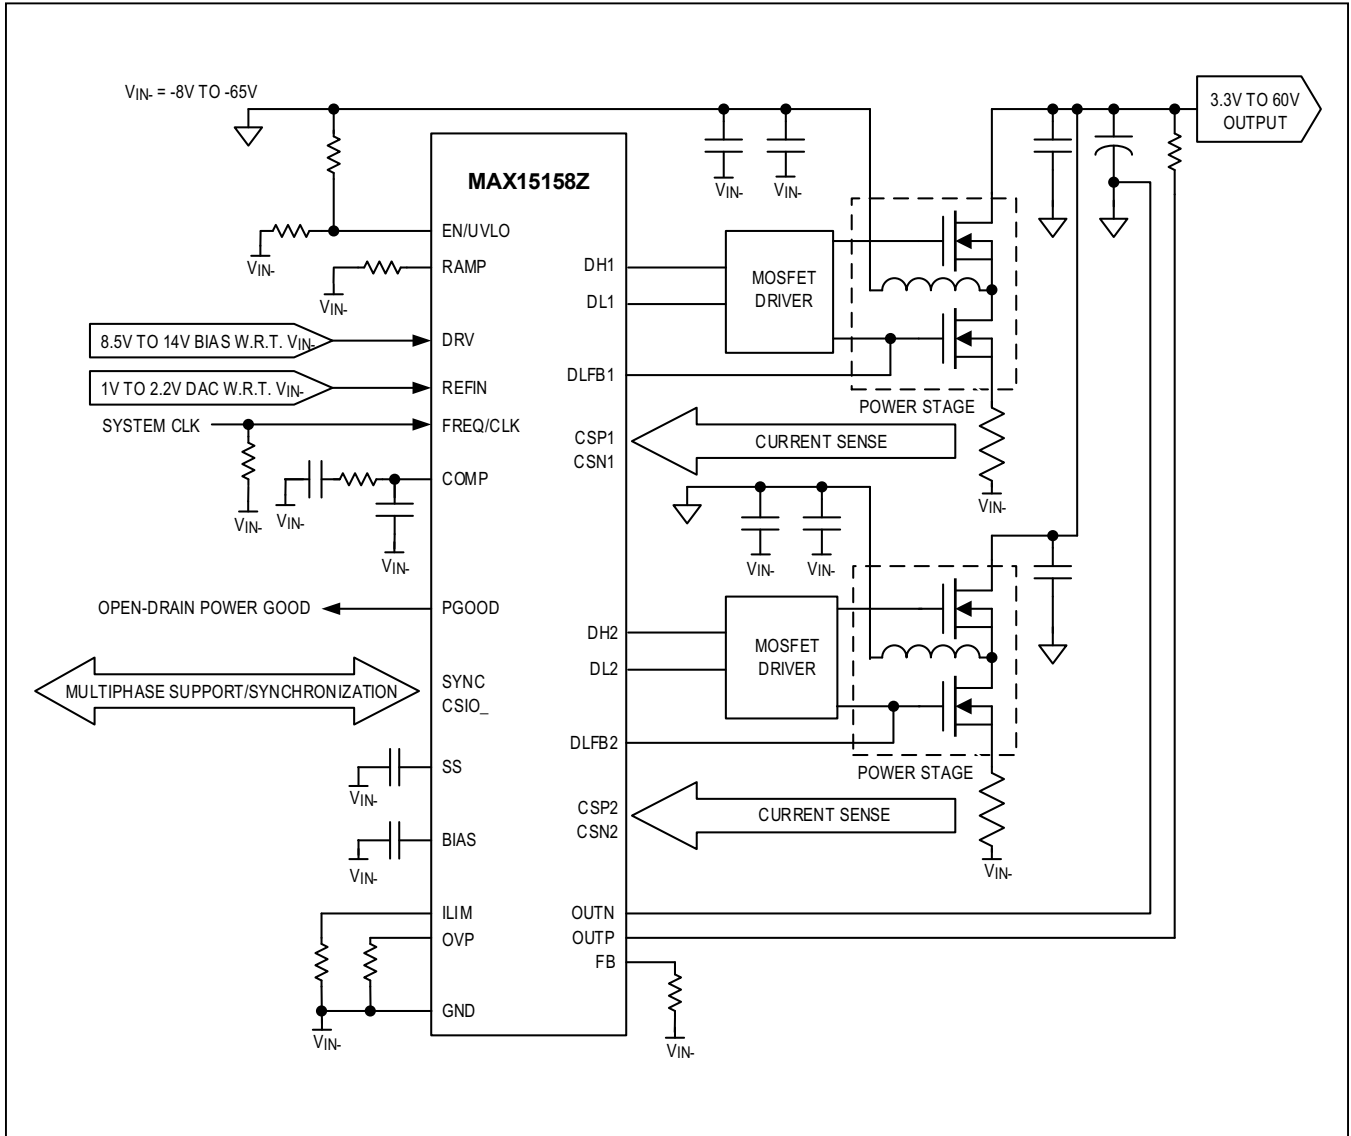 VIN- = -8V TO -65V
3.3V TO 60V
OUTPUT
MAX15158Z
VIN-
VIN-
EN/UVLO
VIN-
RAMP
VIN-
DH1
DL1
MOSFET
DRIVER
8.5V TO 14V BIAS W.R.T. VIN-
DRV
1V TO 2.2V DAC W.R.T. VIN-
REFIN
DLFB1
POWER STAGE
SYSTEM CLK
FREQ/CLK
CSP1
CSN1
CURRENT SENSE
COMP
VIN-
VIN-
VIN-
VIN-
VIN-
VIN-
OPEN-DRAIN POWER GOOD
PGOOD
DH2
DL2
MOSFET
DRIVER
MULTIPHASE SUPPORT/SYNCHRONIZATION
SYNC
CSIO_
DLFB2
POWER STAGE
SS
VIN-
CSP2
CSN2
CURRENT SENSE
BIAS
VIN-
VIN-
ILIM
OVP
OUTN
OUTP
FB
GND
VIN-
VIN-